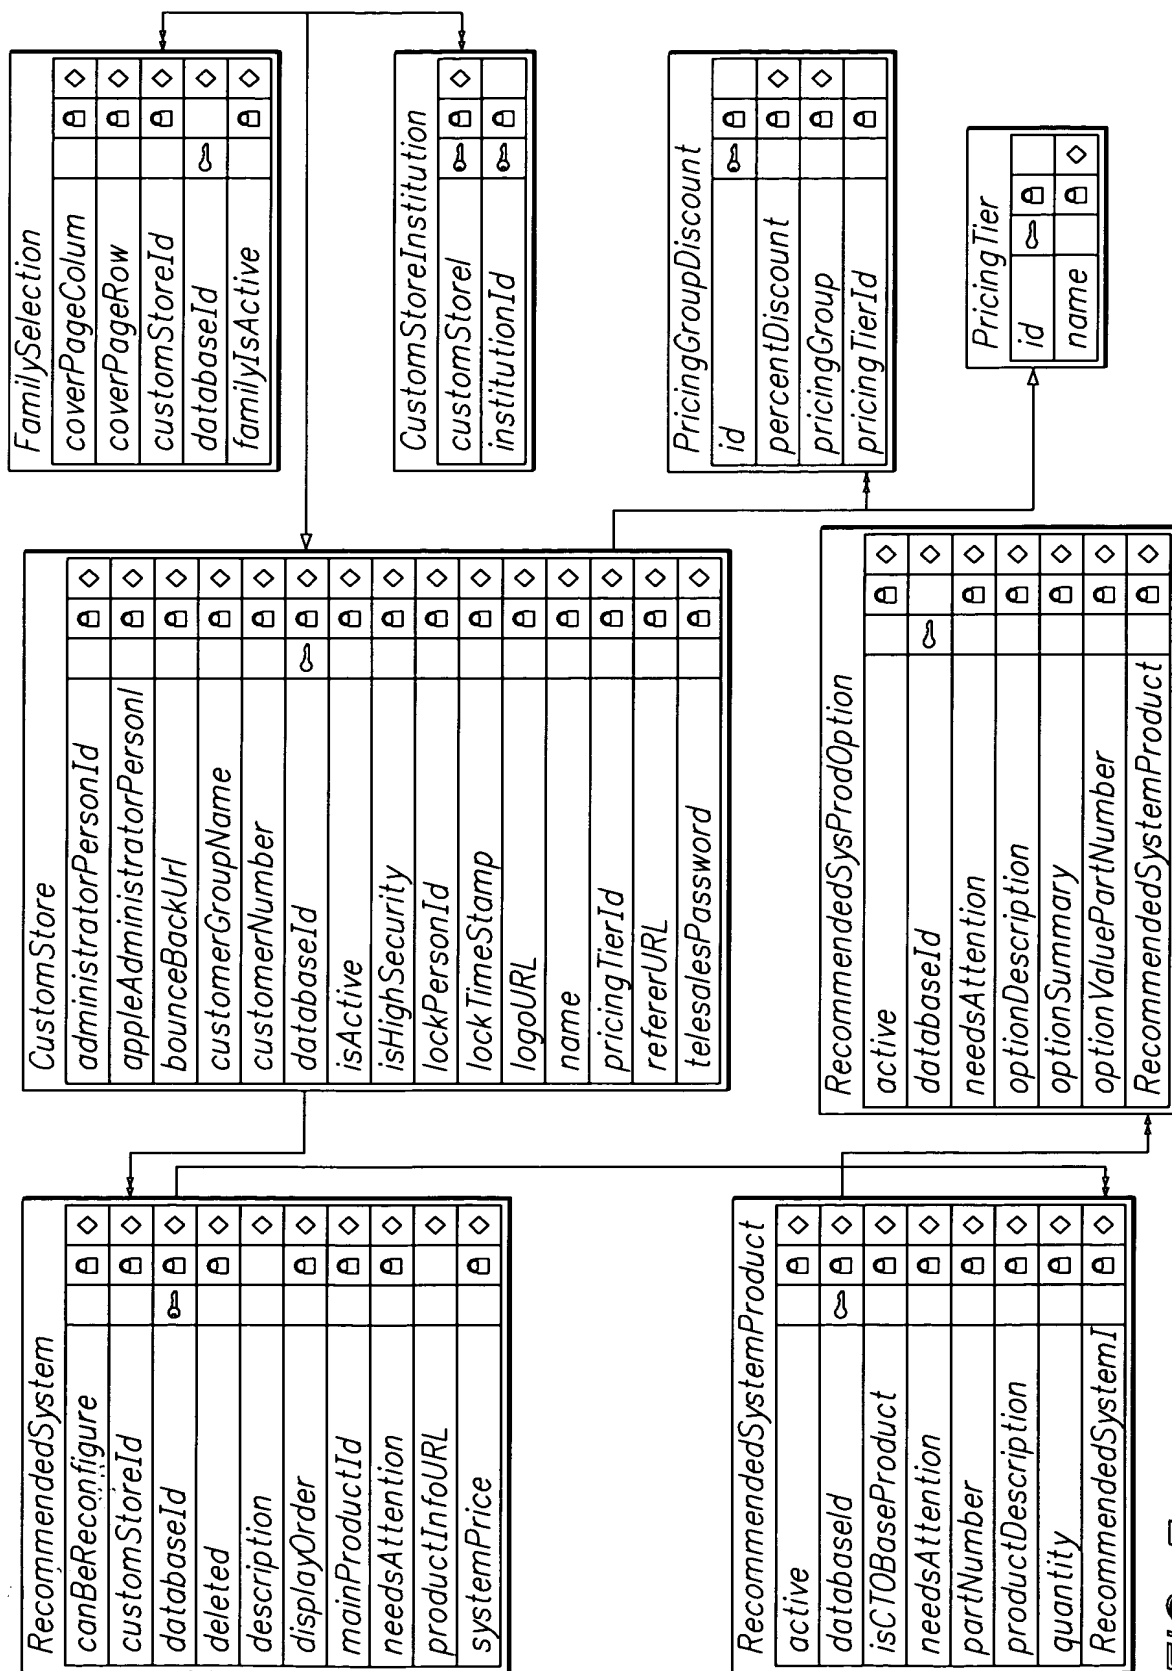 RecommendedSystem
canBeReconfigure
customStoreId
databaseId
deleted
description
displayOrder
mainProductId
needsAttention
productInfoURL
systemPrice
RecommendedSystemProduct
active
databaseId
isCTOBaseProduct
needsAttention
partNumber
productDescription
quantity
RecommendedSystemI
CustomStore
administratorPersonId
appleAdministratorPersonI
bounceBackUrl
customerGroupName
customerNumber
databaseId
isActive
isHighSecurity
lockPersonId
lockTimeStamp
logoURL
name
pricingTierId
refererURL
telesalesPassword
RecommendedSysProdOption
active
databaseId
needsAttention
optionDescription
optionSummary
optionValuePartNumber
RecommendedSystemProduct
FamilySelection
coverPageColum
coverPageRow
customStoreId
databaseId
familyIsActive
CustomStoreInstitution
customStoreI
institutionId
PricingGroupDiscount
id
percentDiscount
pricingGroup
pricingTierId
PricingTier
id
name